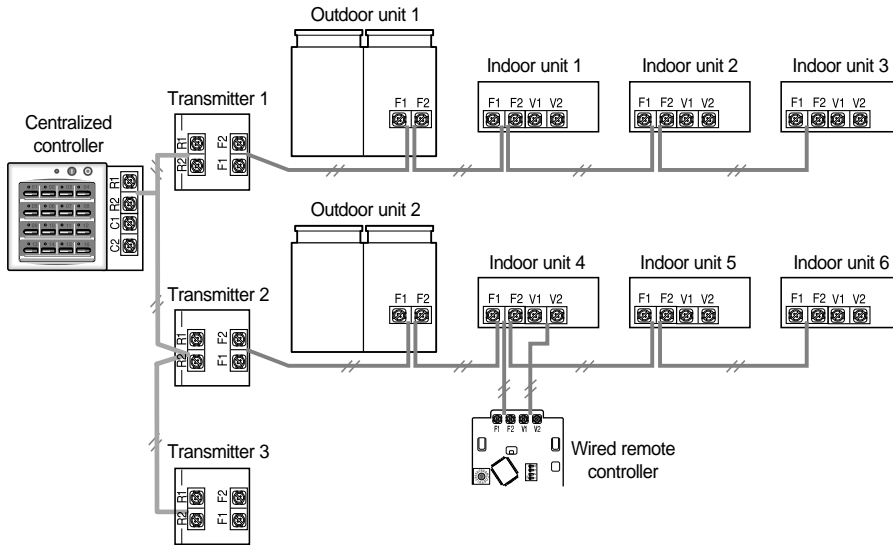 Outdoor unit 1
Indoor unit 1
Indoor unit 2
Indoor unit 3
Transmitter 1
Centralized
controller
F1 F2
F1 F2 V1 V2
F1 F2 V1 V2
F1 F2 V1 V2
R1
R2
F2
F1
R1
R2
C1
C2
Outdoor unit 2
Indoor unit 4
Indoor unit 5
Indoor unit 6
Transmitter 2
F1 F2
F1 F2 V1 V2
F1 F2 V1 V2
F1 F2 V1 V2
R1
R2
F2
F1
F1 F2 V1 V2
Wired remote
controller
Transmitter 3
R1
R2
F2
F1